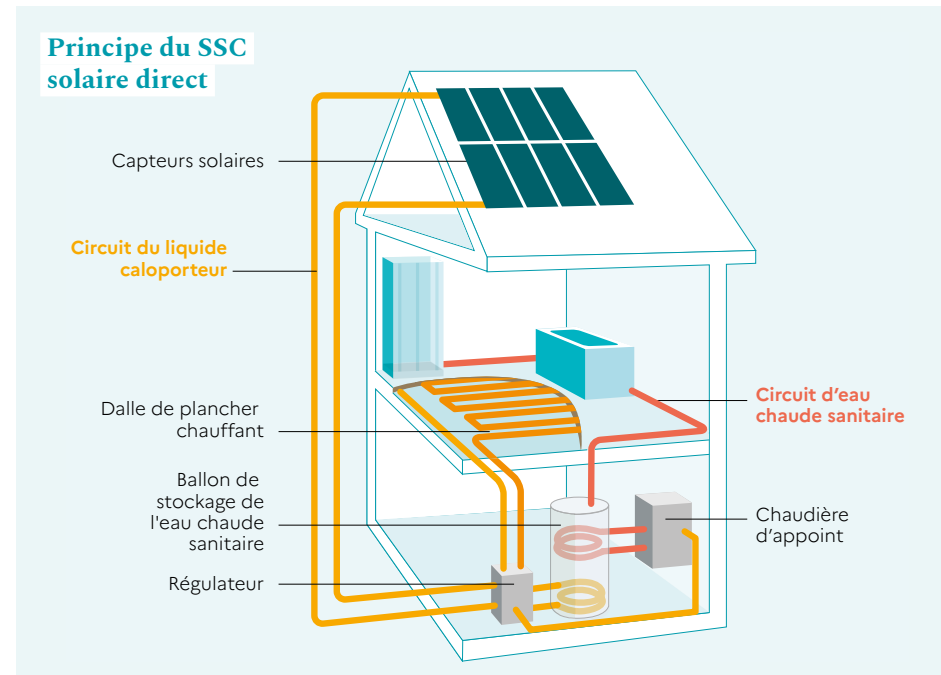 Principe du SSC
solaire direct
Capteurs solaires
Circuit du liquide
caloporteur
Dalle de plancher
chauffant
Circuit d’eau
chaude sanitaire
Ballon de
stockage de
l'eau chaude
sanitaire
Chaudière
d’appoint
Régulateur